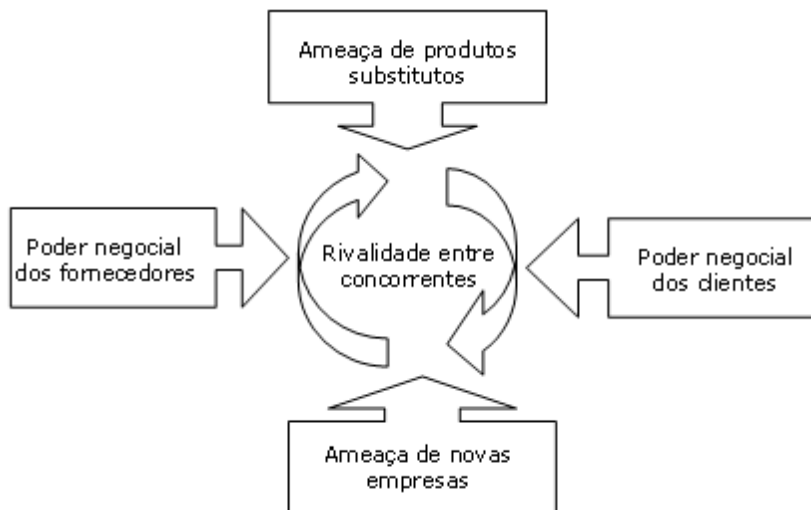 Ameaça de produtos
substitutos
Poder negocial
dos fornecedores
Rivalidade entre
concorrentes
Poder negocial
dos clientes
Ameaça de novas
empresas